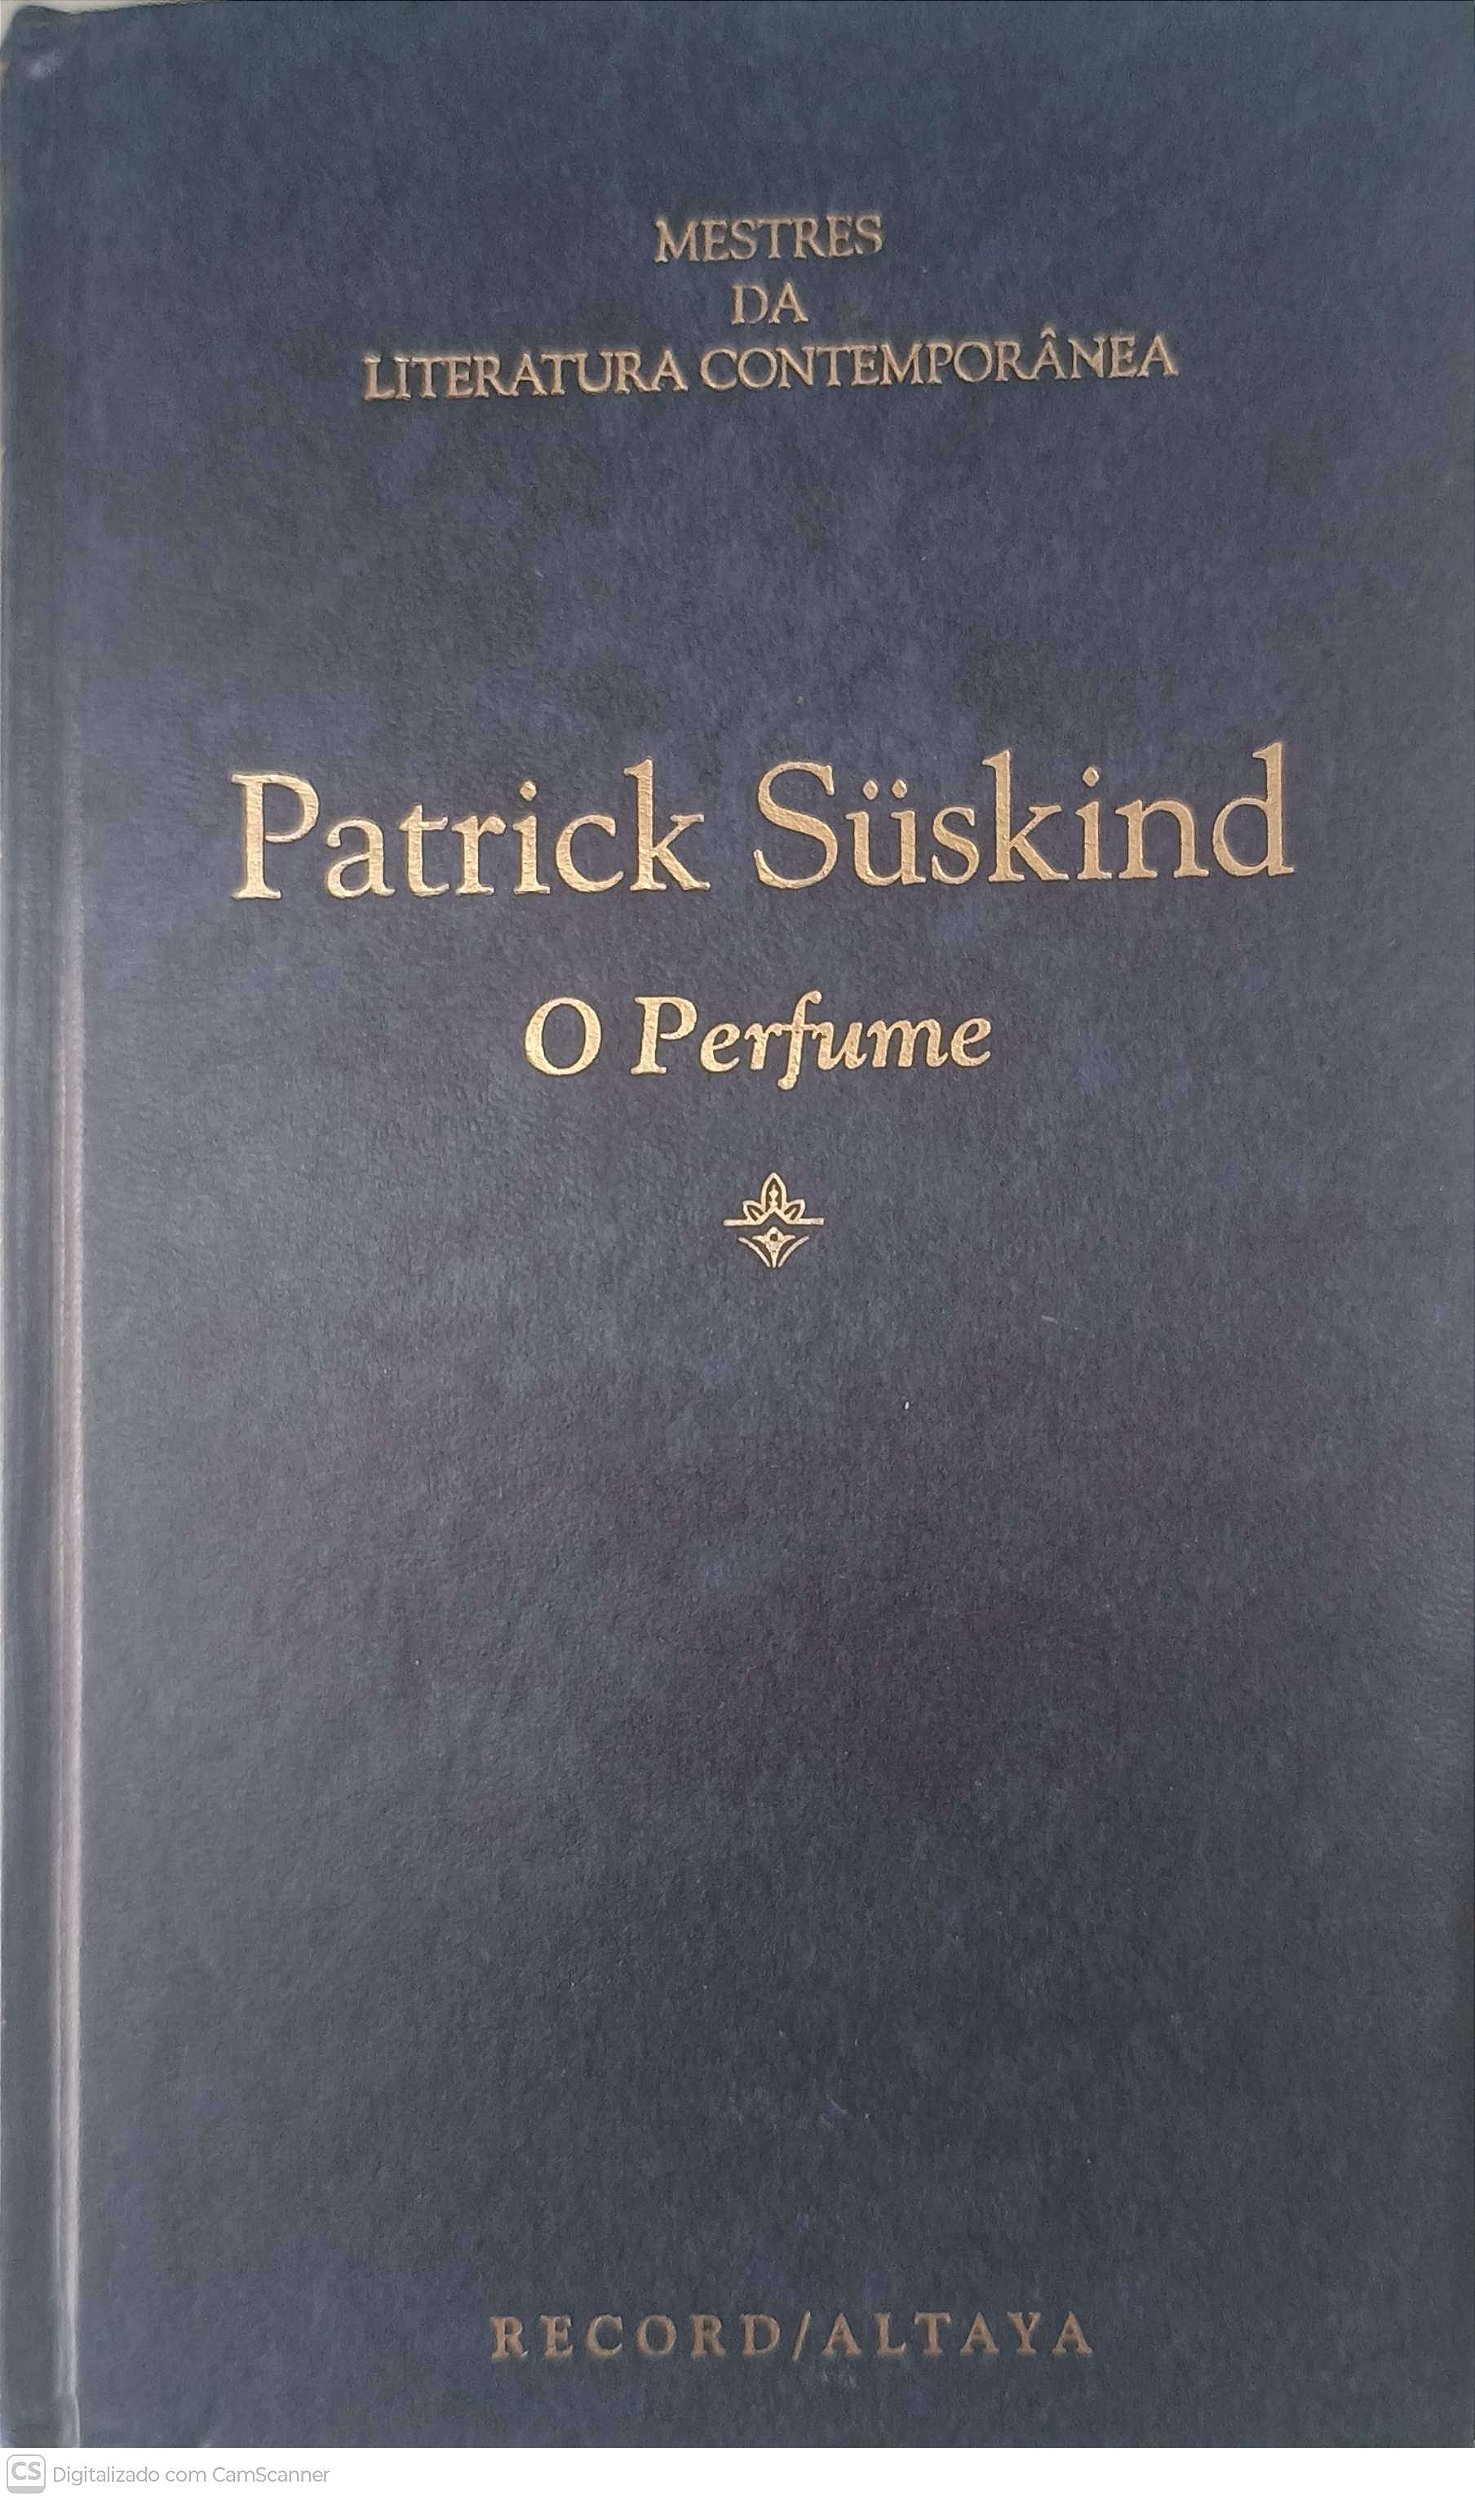 MESTRES
DA
LITERATURA CONTEMPORÂNEA
Patrick Süskind
O Perfume
RECORD/ALTAYA
CS Digitalizado com CamScanner